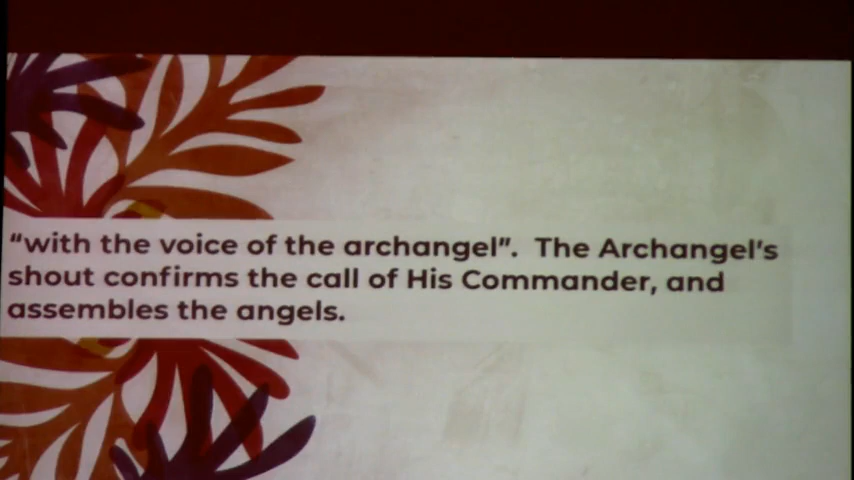 “with the voice of the archangel”.  The Archangel’s
shout confirms the call of His Commander, and
assembles the angels.